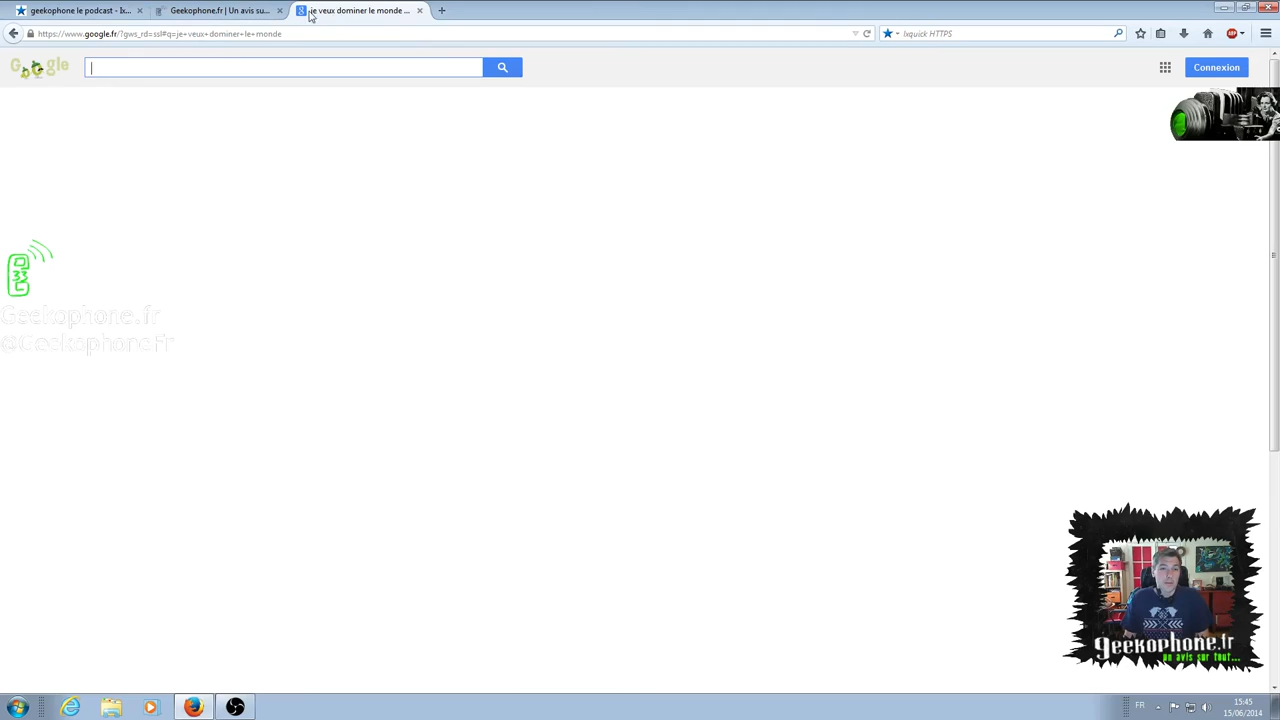 geekophone le podcast - Ix...
Geekophone.fr | Un avis su...
je veux dominer le monde ...
https://www.google.fr/?gws_rd=ssl#q=je+veux+dominer+le+monde
Ixquick HTTPS
Google
Connexion
Geekophone.fr
@GeekophoneFr
geekophone.fr
un avis sur tout...
FR
15:45
15/06/2014